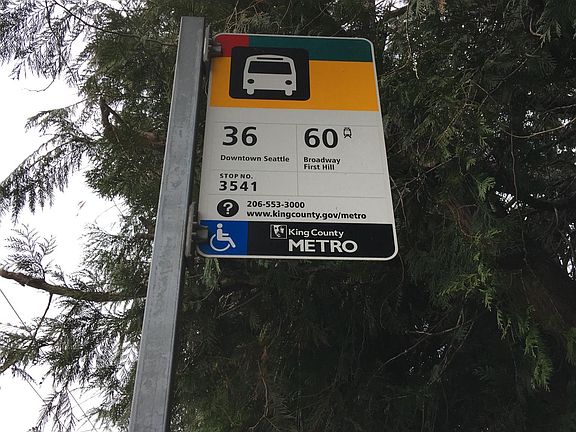 36
Downtown Seattle
60
Broadway
First Hill
STOP NO.
3541
?
206-553-3000
www.kingcounty.gov/metro
King County
METRO